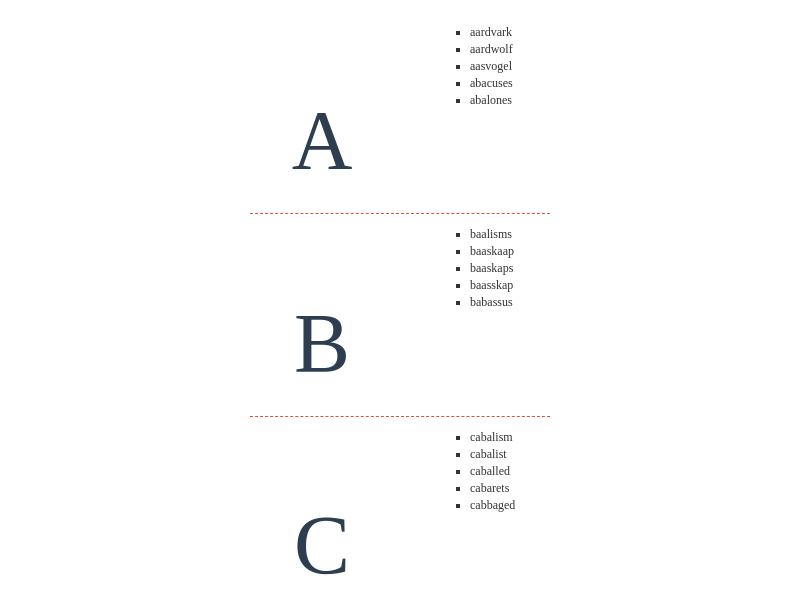 A
aardvark
aardwolf
aasvogel
abacuses
abalones
B
baalisms
baaskaap
baaskaps
baasskap
babassus
C
cabalism
cabalist
caballed
cabarets
cabbaged